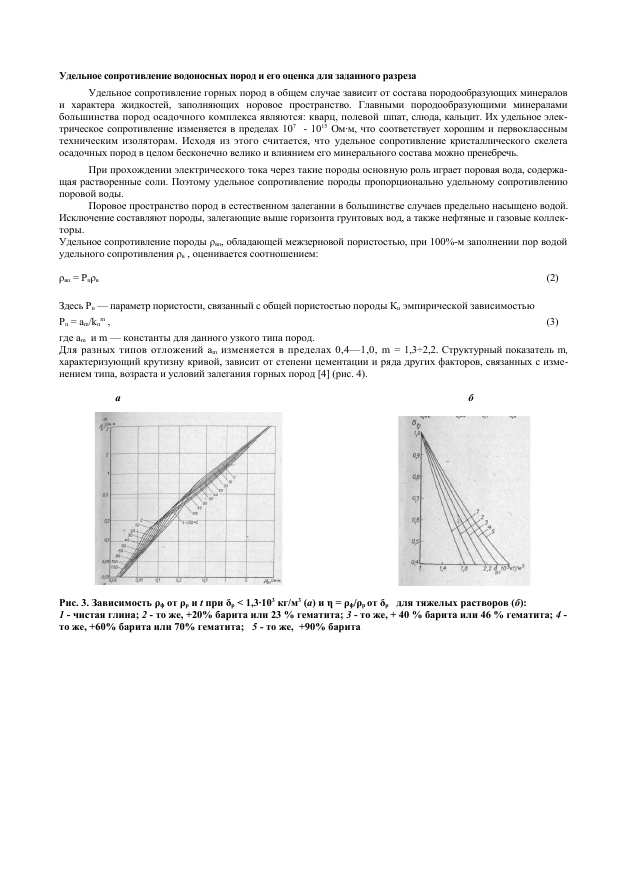 Удельное сопротивление водоносных пород и его оценка для заданного разреза
Удельное сопротивление горных пород в общем случае зависит от состава породообразующих минералов
и характера жидкостей, заполняющих норовое пространство. Главными породообразующими минералами
большинства пород осадочного комплекса являются: кварц, полевой шпат, слюда, кальцит. Их удельное элек-
трическое сопротивление изменяется в пределах 10⁷ - 10¹⁵ Ом·м, что соответствует хорошим и первоклассным
техническим изоляторам. Исходя из этого считается, что удельное сопротивление кристаллического скелета
осадочных пород в целом бесконечно велико и влиянием его минерального состава можно пренебречь.
При прохождении электрического тока через такие породы основную роль играет поровая вода, содержа-
щая растворенные соли. Поэтому удельное сопротивление породы пропорционально удельному сопротивлению
поровой воды.
Поровое пространство пород в естественном залегании в большинстве случаев предельно насыщено водой.
Исключение составляют породы, залегающие выше горизонта грунтовых вод, а также нефтяные и газовые коллек-
торы.
Удельное сопротивление породы ρвп, обладающей межзерновой пористостью, при 100%-м заполнении пор водой
удельного сопротивления ρв , оценивается соотношением:
ρвп = Pпρв (2)
Здесь Pп — параметр пористости, связанный с общей пористостью породы Kп эмпирической зависимостью
Pп = am/kпᵐ , (3)
где am и m — константы для данного узкого типа пород.
Для разных типов отложений am изменяется в пределах 0,4—1,0, m = 1,3÷2,2. Структурный показатель m,
характеризующий крутизну кривой, зависит от степени цементации и ряда других факторов, связанных с изме-
нением типа, возраста и условий залегания горных пород [4] (рис. 4).
а б
Рис. 3. Зависимость ρф от ρр и t при δр < 1,3·10³ кг/м³ (а) и η = ρф/ρр от δр для тяжелых растворов (б):
1 - чистая глина; 2 - то же, +20% барита или 23 % гематита; 3 - то же, + 40 % барита или 46 % гематита; 4 -
то же, +60% барита или 70% гематита; 5 - то же, +90% барита